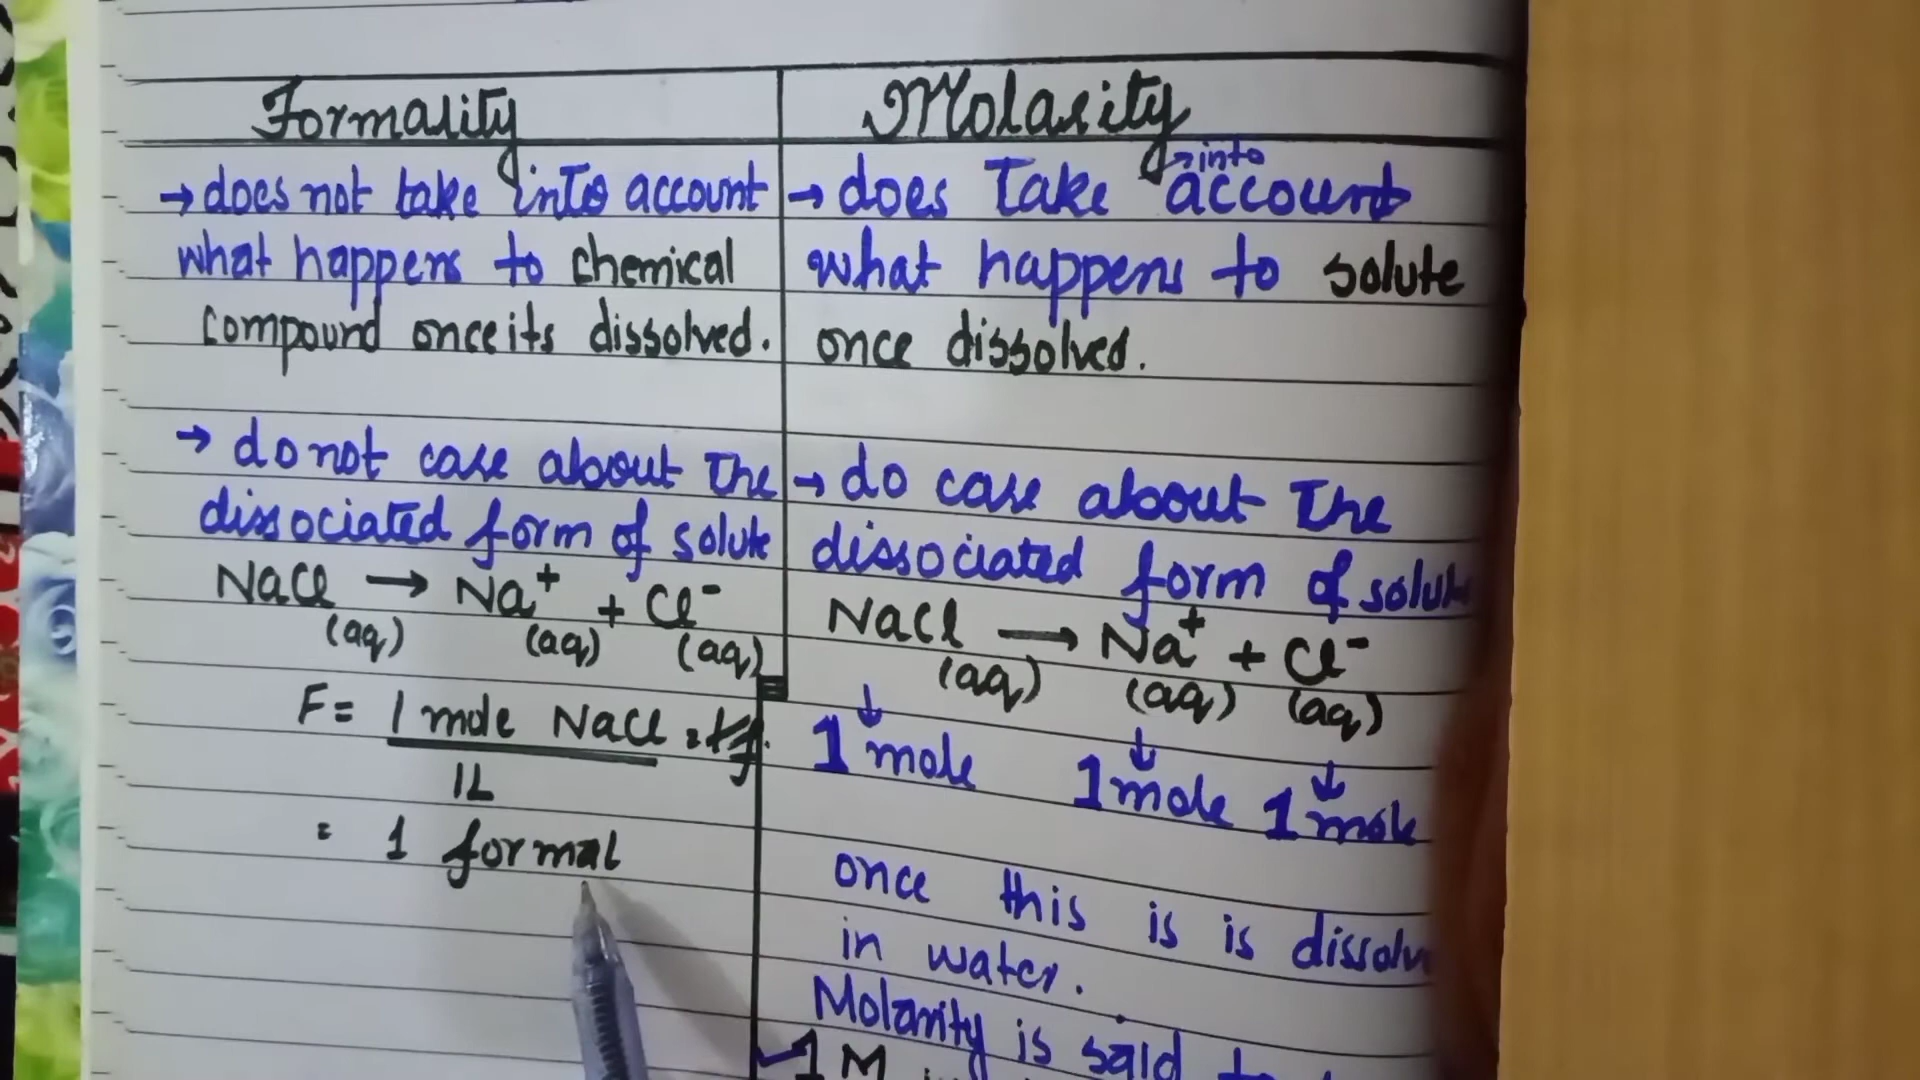 Formality
→ does not take into account
what happens to chemical
compound once its dissolved.
→ do not care about the
dissociated form of solute
NaCl → Na⁺ + Cl⁻
(aq) (aq) (aq)
F = 1 mole NaCl
1L
= 1 formal
Molarity
→ does Take into account
what happens to solute
once dissolved.
→ do care about The
dissociated form of solut
NaCl → Na⁺ + Cl⁻
(aq) (aq) (aq)
↓ ↓ ↓
1 mole 1 mole 1 mole
once this is is dissolv
in water.
Molarity is said
1 M